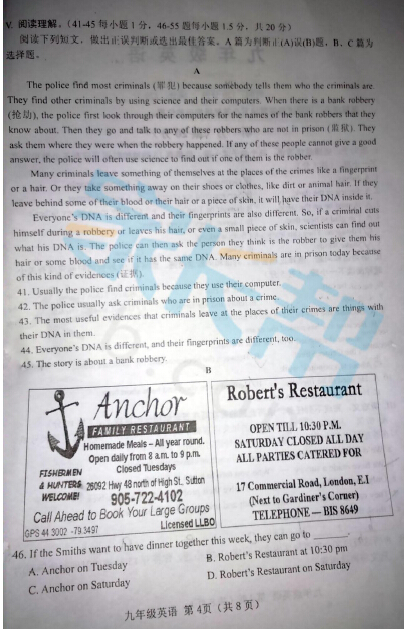 V. 阅读理解。(41-45 每小题 1 分，46-55 题每小题 1.5 分，共 20 分)
阅读下列短文，做出正误判断或选出最佳答案。A 篇为判断正(A)误(B)题，B、C 篇为
选择题。
A
The police find most criminals (罪犯) because somebody tells them who the criminals are.
They find other criminals by using science and their computers. When there is a bank robbery
(抢劫), the police first look through their computers for the names of the bank robbers that they
know about. Then they go and talk to any of these robbers who are not in prison (监狱). They
ask them where they were when the robbery happened. If any of these people cannot give a good
answer, the police will often use science to find out if one of them is the robber.
Many criminals leave something of themselves at the places of the crimes like a fingerprint
or a hair. Or they take something away on their shoes or clothes, like dirt or animal hair. If they
leave behind some of their blood or their hair or a piece of skin, it will have their DNA inside it.
Everyone's DNA is different and their fingerprints are also different. So, if a criminal cuts
himself during a robbery or leaves his hair, or even a small piece of skin, scientists can find out
what his DNA is. The police can then ask the person they think is the robber to give them his
hair or some blood and see if it has the same DNA. Many criminals are in prison today because
of this kind of evidences (证据).
41. Usually the police find criminals because they use their computer.
42. The police usually ask criminals who are in prison about a crime.
43. The most useful evidences that criminals leave at the places of their crimes are things with
their DNA in them.
44. Everyone's DNA is different, and their fingerprints are different, too.
45. The story is about a bank robbery.
B
Anchor
FAMILY RESTAURANT
Homemade Meals – All year round.
Open daily from 8 a.m. to 9 p.m.
Closed Tuesdays
FISHERMEN
& HUNTERS
WELCOME!
26092 Hwy 48 north of High St., Sutton
905-722-4102
Call Ahead to Book Your Large Groups
GPS 44 3002 -79.3497
Licensed LLBO
Robert's Restaurant
OPEN TILL 10:30 P.M.
SATURDAY CLOSED ALL DAY
ALL PARTIES CATERED FOR
17 Commercial Road, London, E.I
(Next to Gardiner's Corner)
TELEPHONE — BIS 8649
46. If the Smiths want to have dinner together this week, they can go to ______.
A. Anchor on Tuesday
B. Robert's Restaurant at 10:30 pm
C. Anchor on Saturday
D. Robert's Restaurant on Saturday
九年级英语 第 4页（共 8 页）